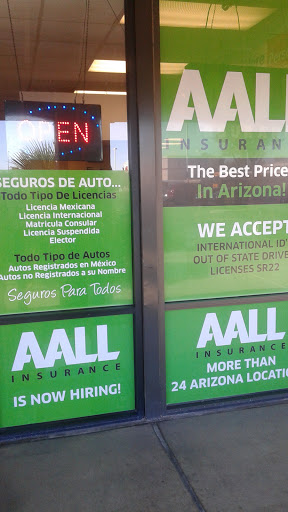 OPEN
SEGUROS DE AUTO...
Todo Tipo De Licencias
Licencia Mexicana
Licencia Internacional
Matricula Consular
Licencia Suspendida
Elector
Todo Tipo de Autos
Autos Registrados en México
Autos no Registrados a su Nombre
Seguros Para Todos
AALL
INSURANCE
IS NOW HIRING!
AALL
INSURANCE
The Best Price
In Arizona!
WE ACCEPT
INTERNATIONAL ID'
OUT OF STATE DRIVE
LICENSES SR22
AALL
INSURANCE
MORE THAN
24 ARIZONA LOCATIO